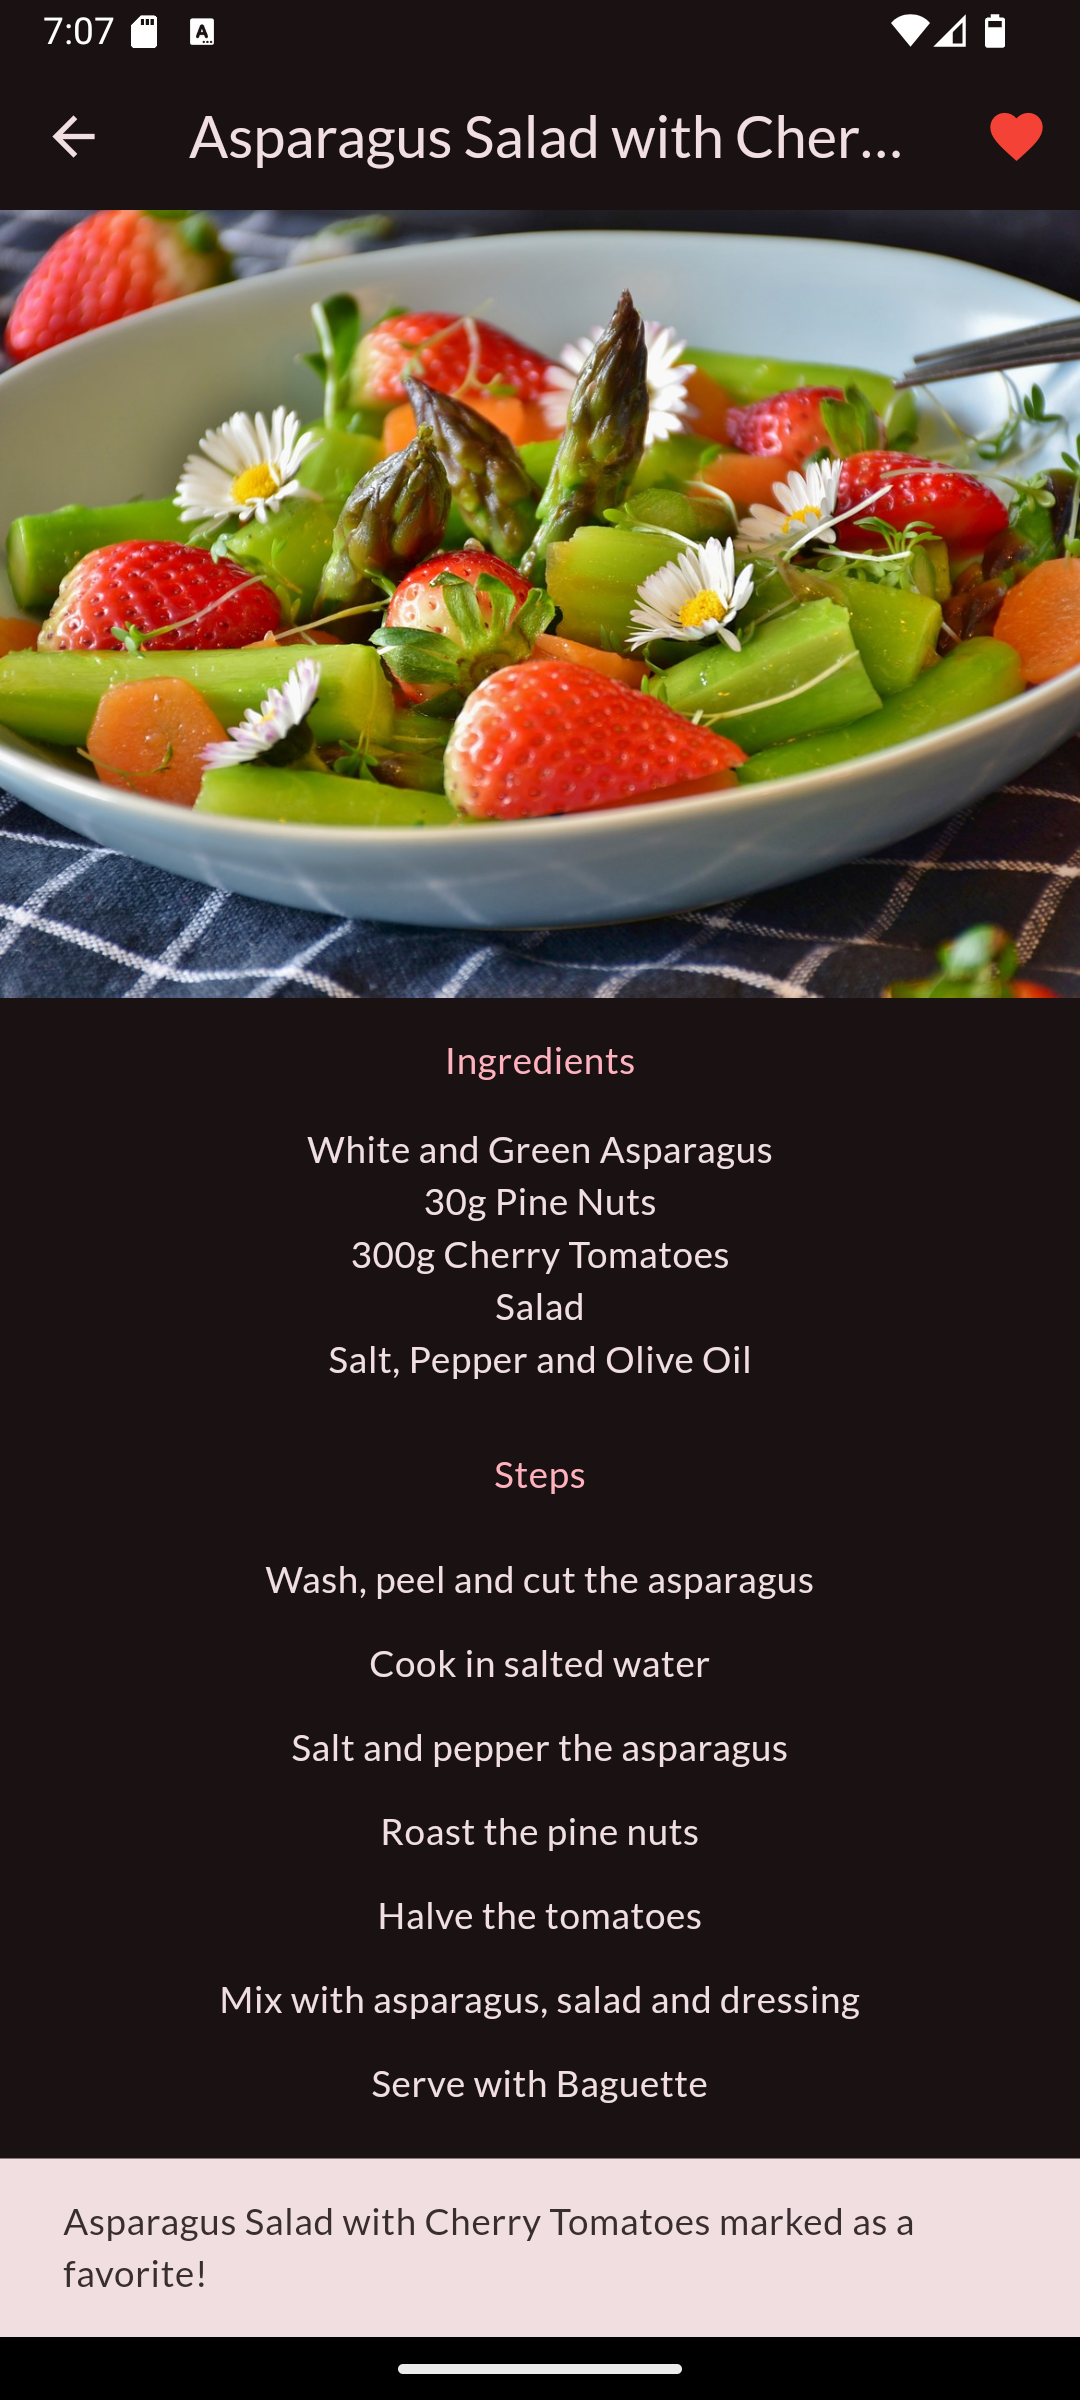 7:07
Asparagus Salad with Cher...
Ingredients
White and Green Asparagus
30g Pine Nuts
300g Cherry Tomatoes
Salad
Salt, Pepper and Olive Oil
Steps
Wash, peel and cut the asparagus
Cook in salted water
Salt and pepper the asparagus
Roast the pine nuts
Halve the tomatoes
Mix with asparagus, salad and dressing
Serve with Baguette
Asparagus Salad with Cherry Tomatoes marked as a
favorite!